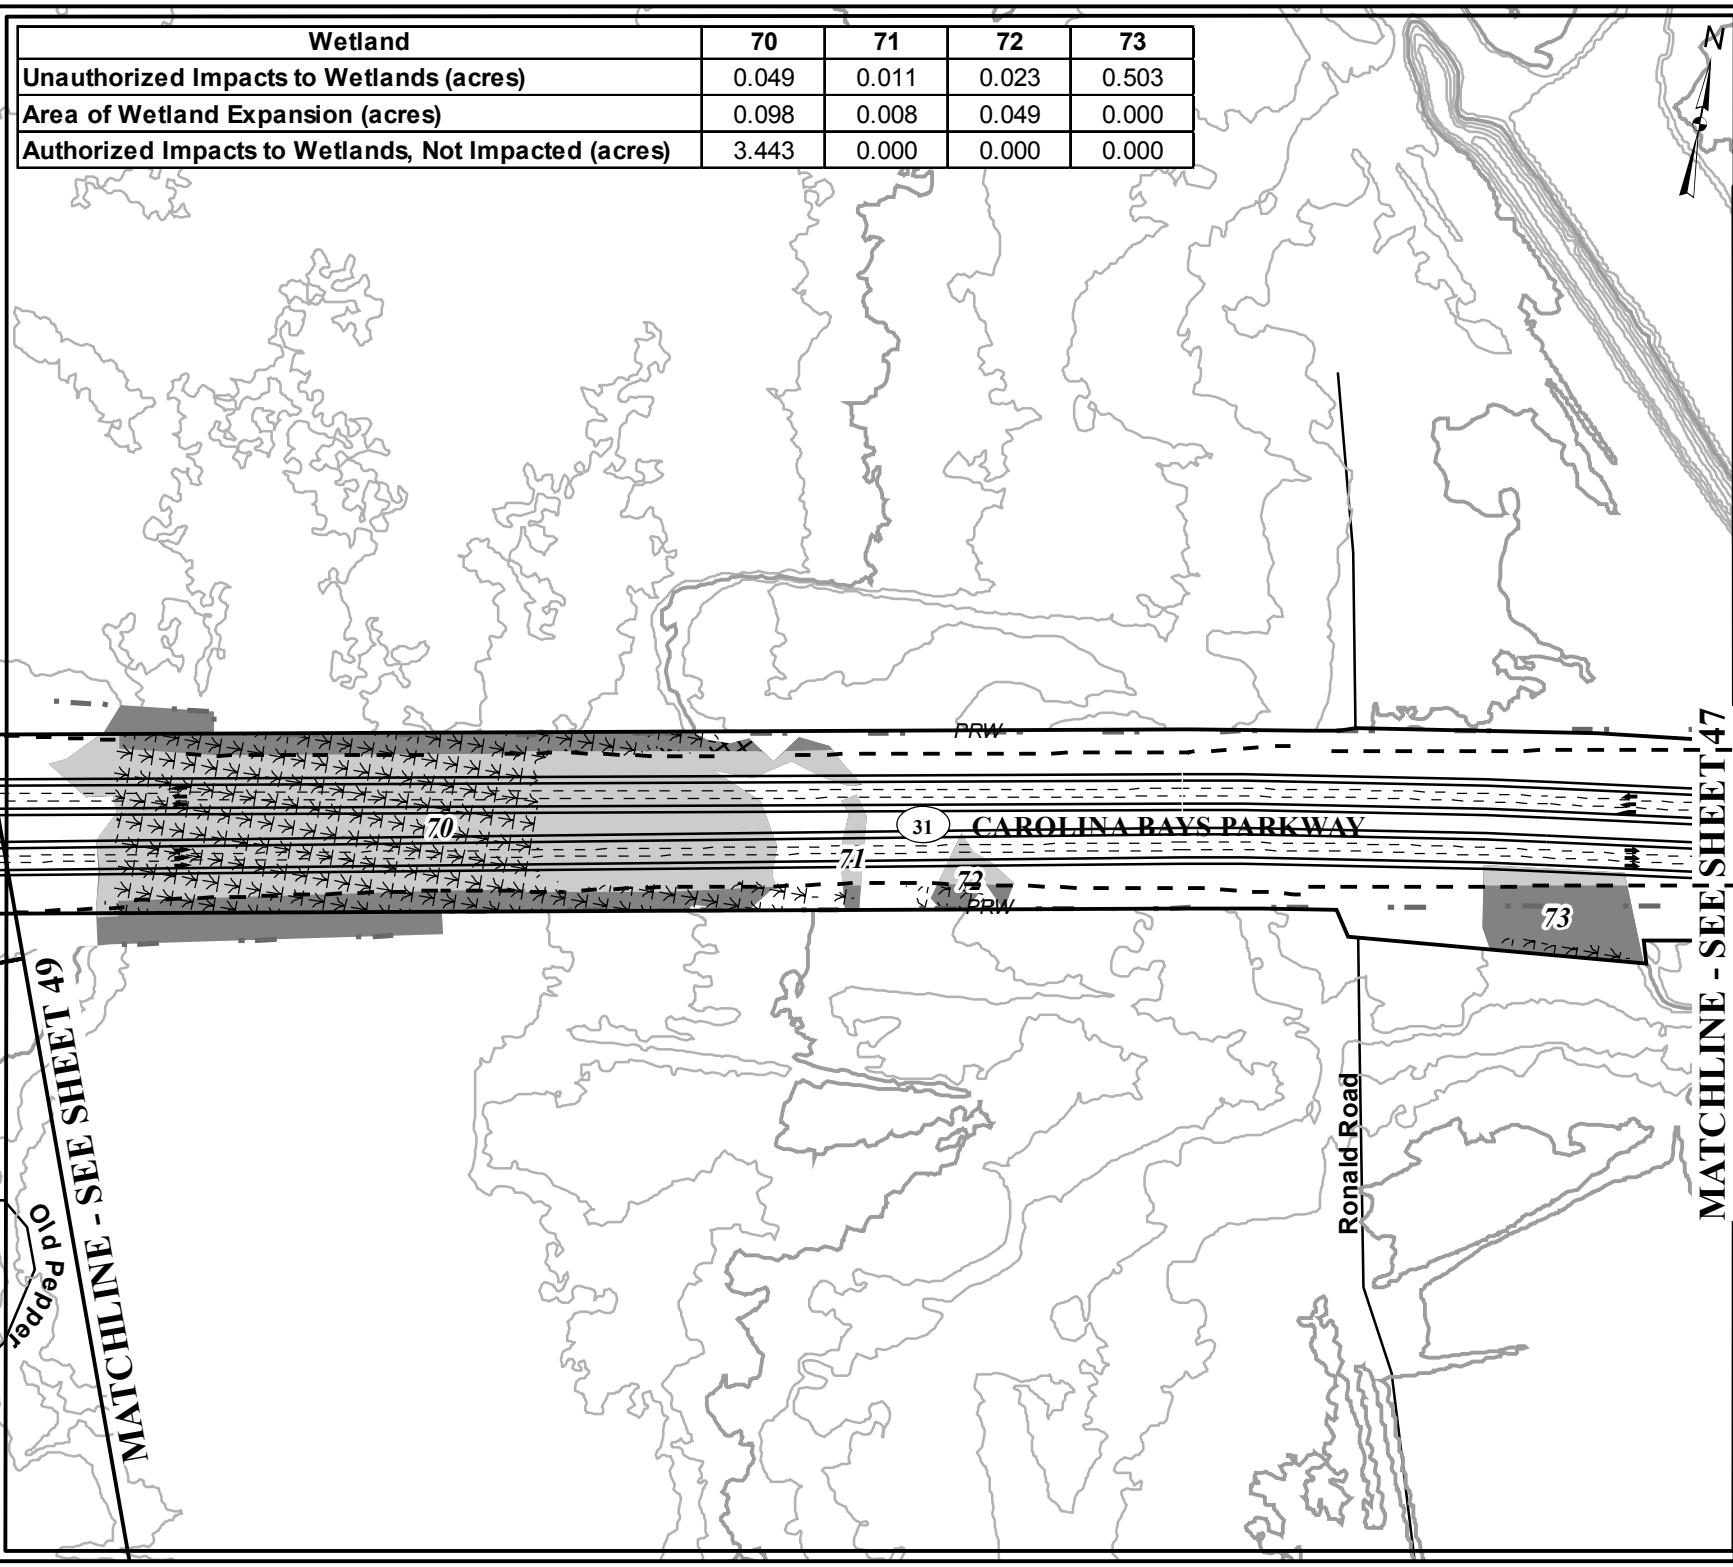 Wetland 70 71 72 73
Unauthorized Impacts to Wetlands (acres) 0.049 0.011 0.023 0.503
Area of Wetland Expansion (acres) 0.098 0.008 0.049 0.000
Authorized Impacts to Wetlands, Not Impacted (acres) 3.443 0.000 0.000 0.000
N
PRW
70
31 CAROLINA BAYS PARKWAY
71
72
PRW
73
MATCHLINE - SEE SHEET 47
MATCHLINE - SEE SHEET 49
Old Pepper
Ronald Road